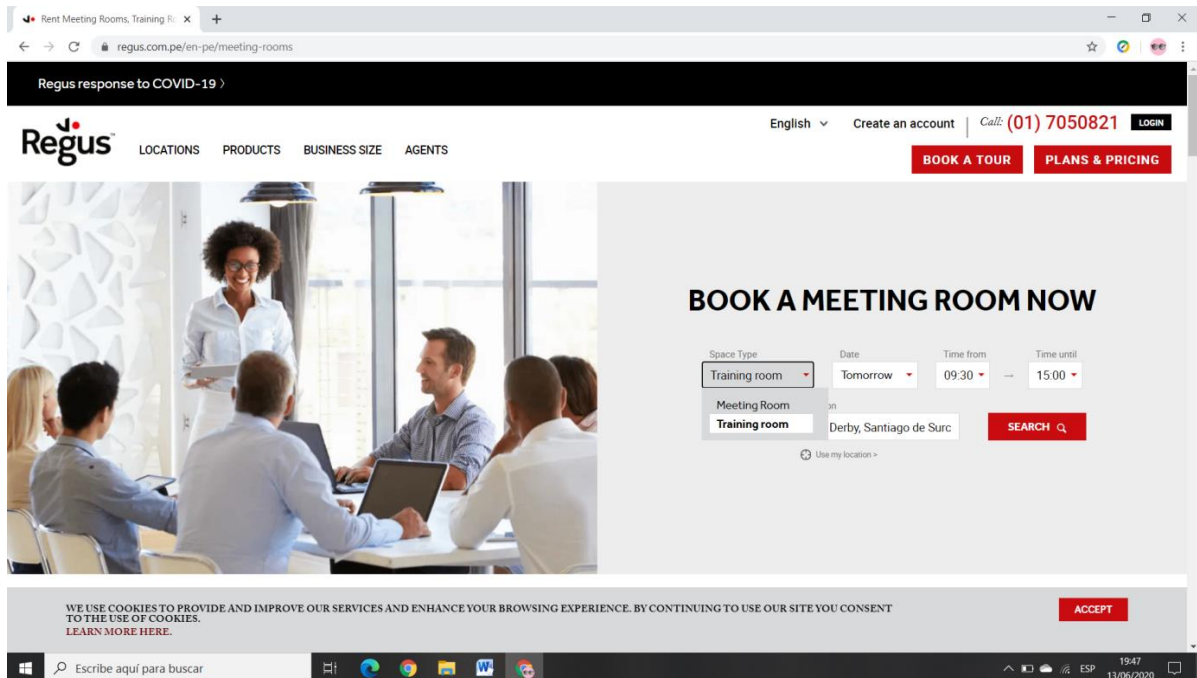 Rent Meeting Rooms, Training R
regus.com.pe/en-pe/meeting-rooms
Regus response to COVID-19 >
Regus™
LOCATIONS PRODUCTS BUSINESS SIZE AGENTS
English Create an account Call: (01) 7050821 LOGIN
BOOK A TOUR PLANS & PRICING
BOOK A MEETING ROOM NOW
Space Type Date Time from Time until
Training room Tomorrow 09:30 → 15:00
Meeting Room
Training room
on
Derby, Santiago de Surc SEARCH
Use my location >
WE USE COOKIES TO PROVIDE AND IMPROVE OUR SERVICES AND ENHANCE YOUR BROWSING EXPERIENCE. BY CONTINUING TO USE OUR SITE YOU CONSENT
TO THE USE OF COOKIES.
LEARN MORE HERE.
ACCEPT
Escribe aquí para buscar
ESP
19:47
13/06/2020